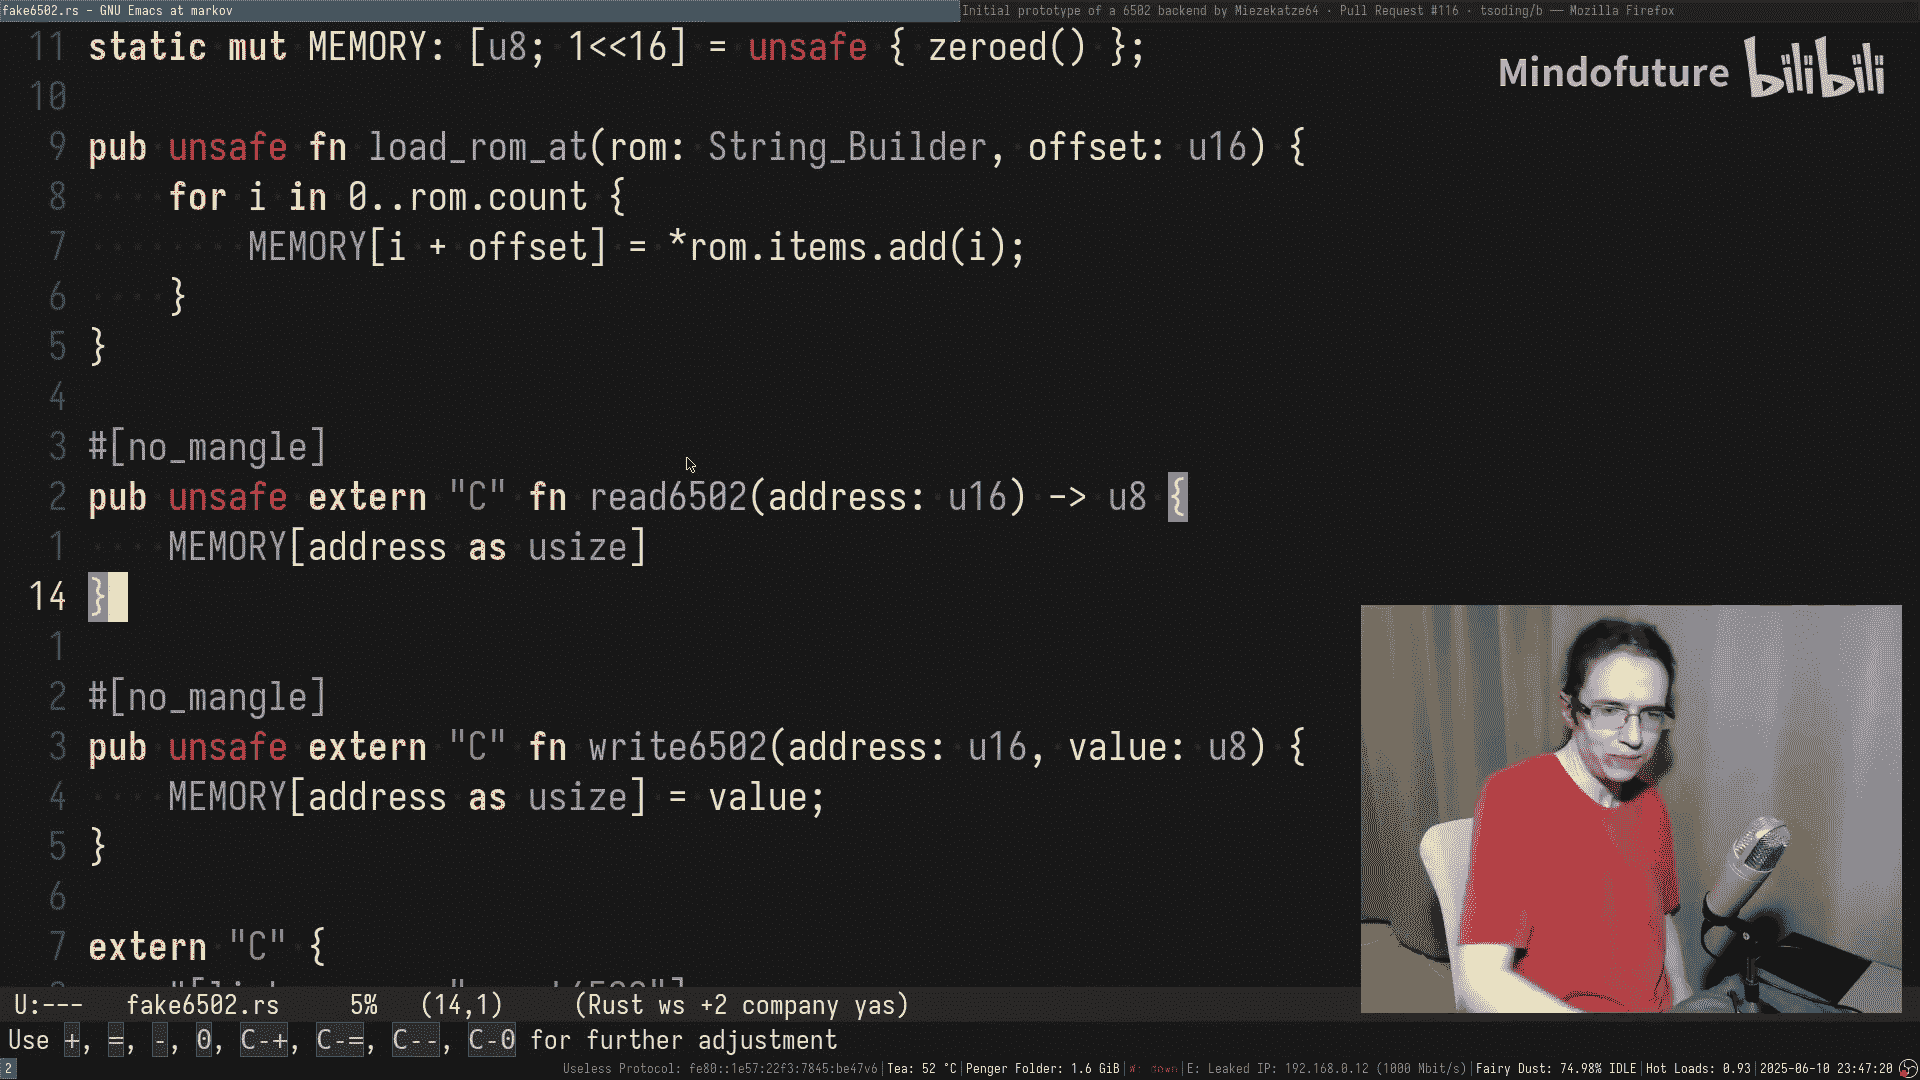 fake6502.rs - GNU Emacs at markov
Initial prototype of a 6502 backend by Miezekatze64 · Pull Request #116 · tsoding/b — Mozilla Firefox
Mindofuture bilibili
11 static mut MEMORY: [u8; 1<<16] = unsafe { zeroed() };
10
9 pub unsafe fn load_rom_at(rom: String_Builder, offset: u16) {
8 for i in 0..rom.count {
7 MEMORY[i + offset] = *rom.items.add(i);
6 }
5 }
4
3 #[no_mangle]
2 pub unsafe extern "C" fn read6502(address: u16) -> u8 {
1 MEMORY[address as usize]
14 }
1
2 #[no_mangle]
3 pub unsafe extern "C" fn write6502(address: u16, value: u8) {
4 MEMORY[address as usize] = value;
5 }
6
7 extern "C" {
U:--- fake6502.rs 5% (14,1) (Rust ws +2 company yas)
Use +, =, -, 0, C-+, C-=, C--, C-0 for further adjustment
2 Useless Protocol: fe80::1e57:22f3:7845:be47v6|Tea: 52 °C|Penger Folder: 1.6 GiB|W: down|E: Leaked IP: 192.168.0.12 (1000 Mbit/s)|Fairy Dust: 74.98% IDLE|Hot Loads: 0.93|2025-06-10 23:47:20